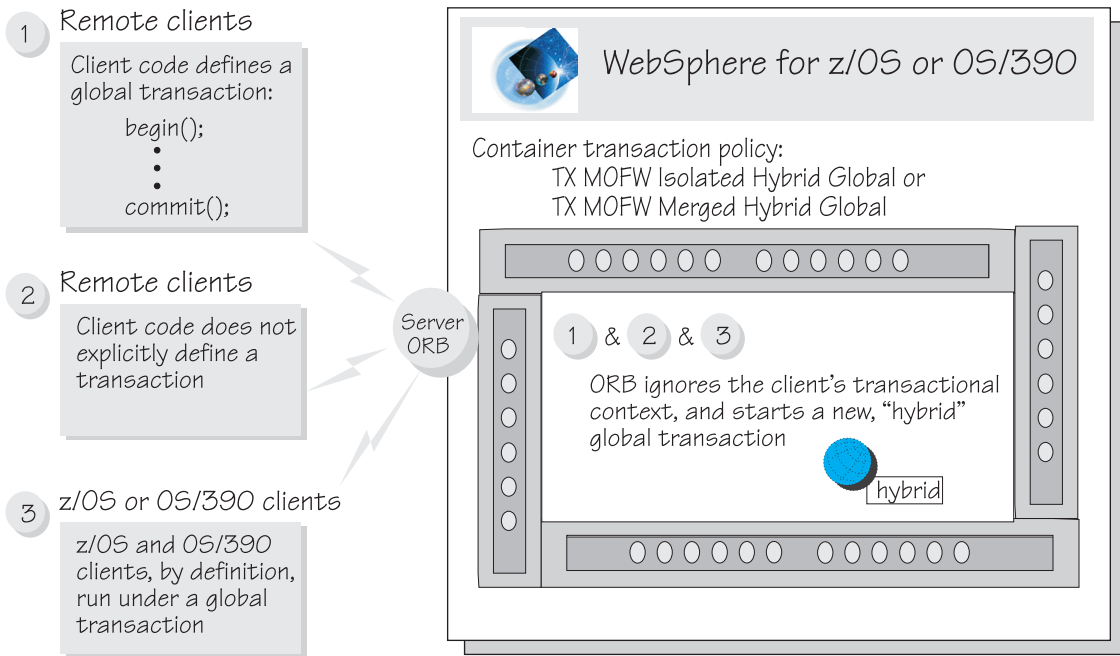 1
Remote clients
Client code defines a
global transaction:
begin();
commit();
2
Remote clients
Client code does not
explicitly define a
transaction
3
z/OS or OS/390 clients
z/OS and OS/390
clients, by definition,
run under a global
transaction
Server
ORB
WebSphere for z/OS or OS/390
Container transaction policy:
TX MOFW Isolated Hybrid Global or
TX MOFW Merged Hybrid Global
1 & 2 & 3
ORB ignores the client's transactional
context, and starts a new, “hybrid”
global transaction
hybrid